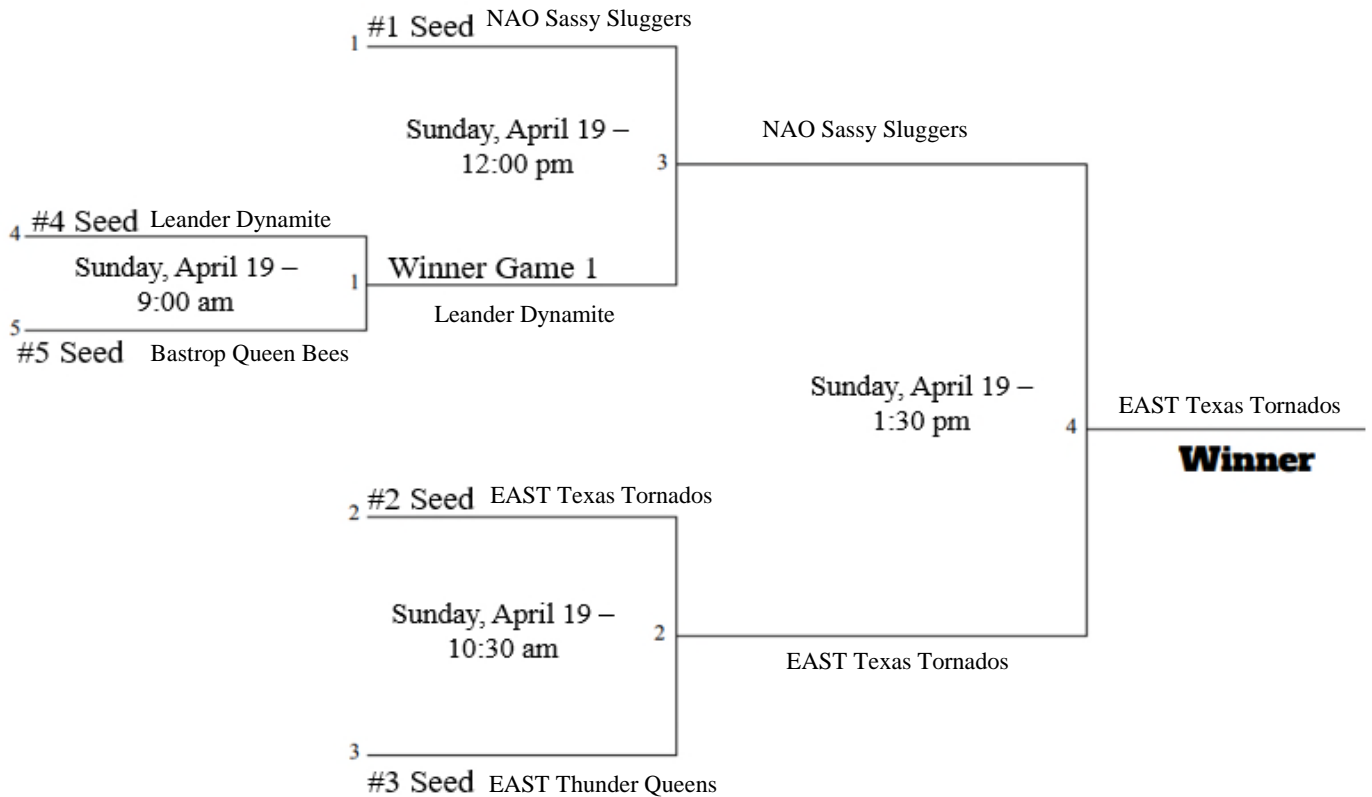 1 #1 Seed NAO Sassy Sluggers
Sunday, April 19 –
12:00 pm
3
NAO Sassy Sluggers
4 #4 Seed Leander Dynamite
Sunday, April 19 –
9:00 am
1
Winner Game 1
Leander Dynamite
5
#5 Seed Bastrop Queen Bees
Sunday, April 19 –
1:30 pm
4
EAST Texas Tornados
Winner
2 #2 Seed EAST Texas Tornados
Sunday, April 19 –
10:30 am
2
EAST Texas Tornados
3
#3 Seed EAST Thunder Queens